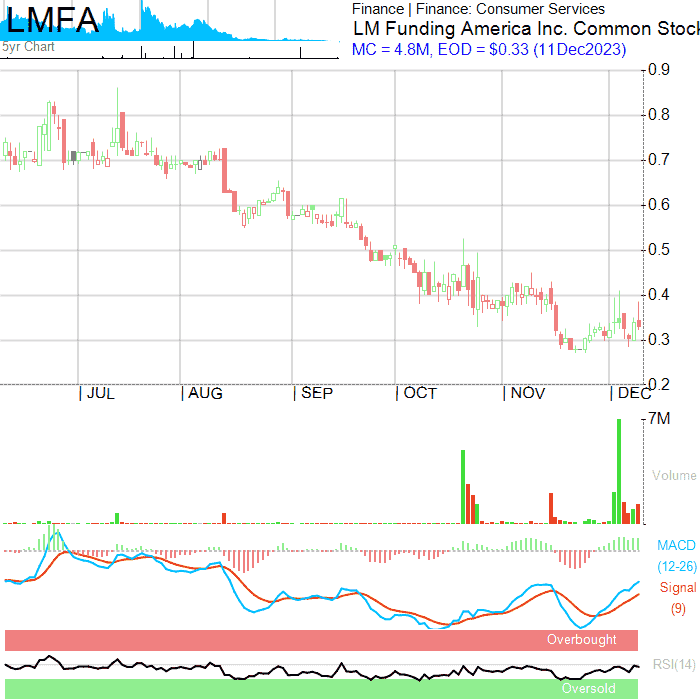 LMFA
5yr Chart
Finance | Finance: Consumer Services
LM Funding America Inc. Common Stoc
MC = 4.8M, EOD = $0.33 (11Dec2023)
0.9
0.8
0.7
0.6
0.5
0.4
0.3
0.2
JUL
AUG
SEP
OCT
NOV
DEC
7M
Volume
MACD
(12-26)
Signal
(9)
Overbought
RSI(14)
Oversold